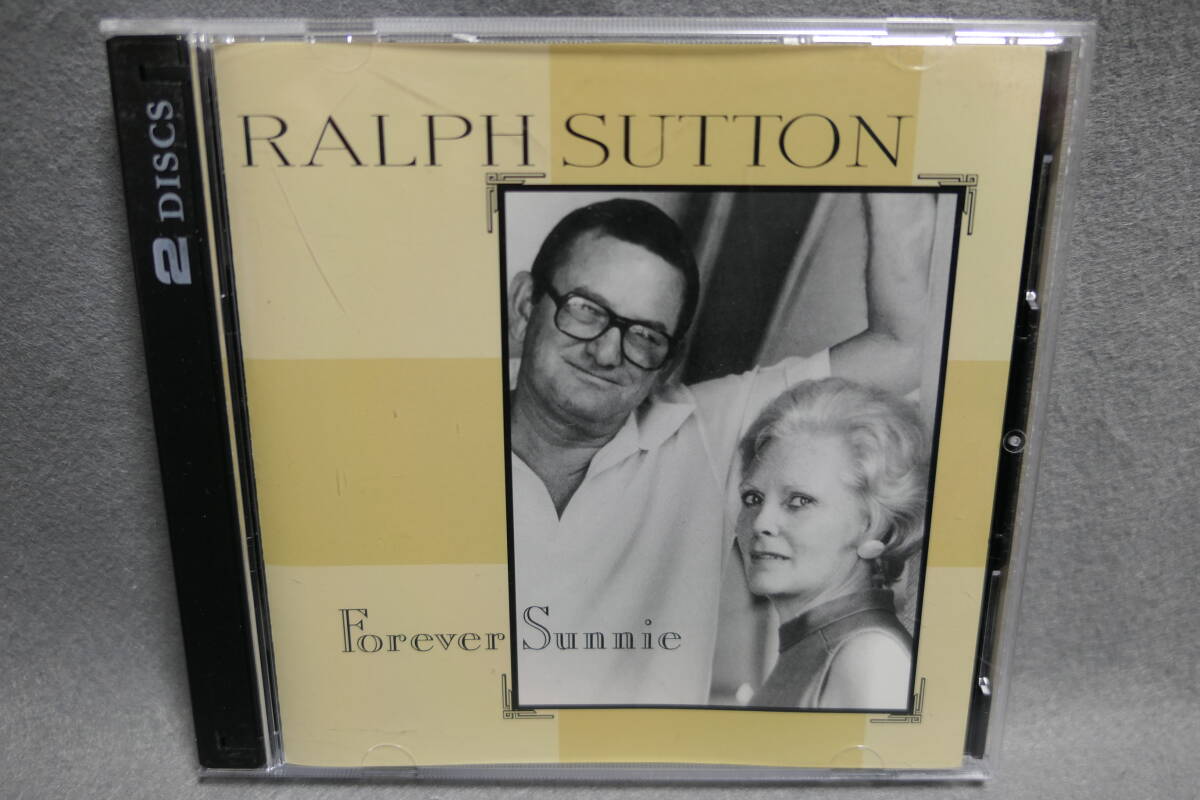 RALPH SUTTON
2 DISCS
Forever Sunnie